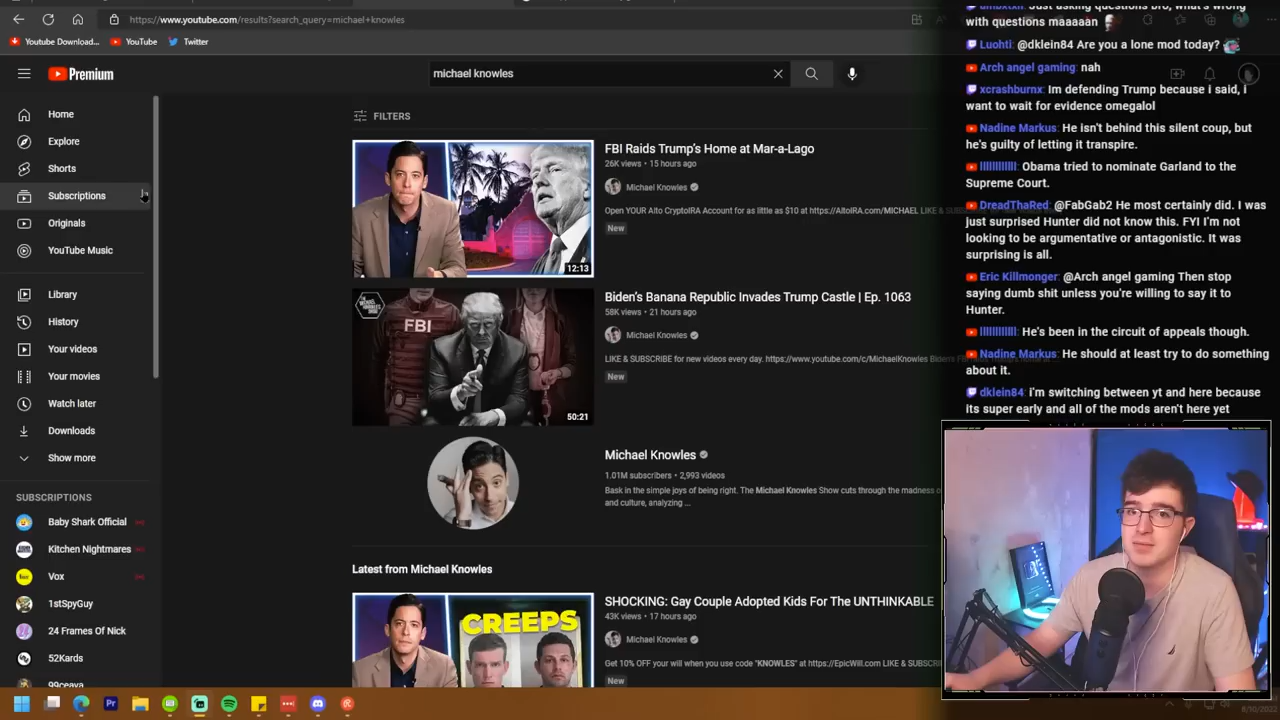 https://www.youtube.com/results?search_query=michael+knowles
Youtube Download...
YouTube
Twitter
Premium
michael knowles
Home
Explore
Shorts
Subscriptions
Originals
YouTube Music
Library
History
Your videos
Your movies
Watch later
Downloads
Show more
SUBSCRIPTIONS
Baby Shark Official
Kitchen Nightmares
Vox
1stSpyGuy
24 Frames Of Nick
52Kards
99ceava
FILTERS
12:13
FBI Raids Trump's Home at Mar-a-Lago
26K views • 15 hours ago
Michael Knowles
Open YOUR Alto CryptoIRA Account for as little as $10 at https://AltoIRA.com/MICHAEL LIKE &
New
FBI
50:21
Biden's Banana Republic Invades Trump Castle | Ep. 1063
58K views • 21 hours ago
Michael Knowles
LIKE & SUBSCRIBE for new videos every day. https://www.youtube.com/c/MichaelKnowles
New
Michael Knowles
1.01M subscribers • 2,993 videos
Bask in the simple joys of being right. The Michael Knowles Show cuts through the madness o
and culture, analyzing ...
Latest from Michael Knowles
CREEPS
SHOCKING: Gay Couple Adopted Kids For The UNTHINKABLE
43K views • 17 hours ago
Michael Knowles
Get 10% OFF your will when you use code "KNOWLES" at https://EpicWill.com LIKE & SUBSCRI
New
with questions maaaaan
Luohti: @dklein84 Are you a lone mod today?
Arch angel gaming: nah
xcrashburnx: Im defending Trump because i said, i
want to wait for evidence omegalol
Nadine Markus: He isn't behind this silent coup, but
he's guilty of letting it transpire.
llllllllllll: Obama tried to nominate Garland to the
Supreme Court.
DreadThaRed: @FabGab2 He most certainly did. I was
just surprised Hunter did not know this. FYI I'm not
looking to be argumentative or antagonistic. It was
surprising is all.
Eric Killmonger: @Arch angel gaming Then stop
saying dumb shit unless you're willing to say it to
Hunter.
llllllllllll: He's been in the circuit of appeals though.
Nadine Markus: He should at least try to do something
about it.
dklein84: i'm switching between yt and here because
its super early and all of the mods aren't here yet